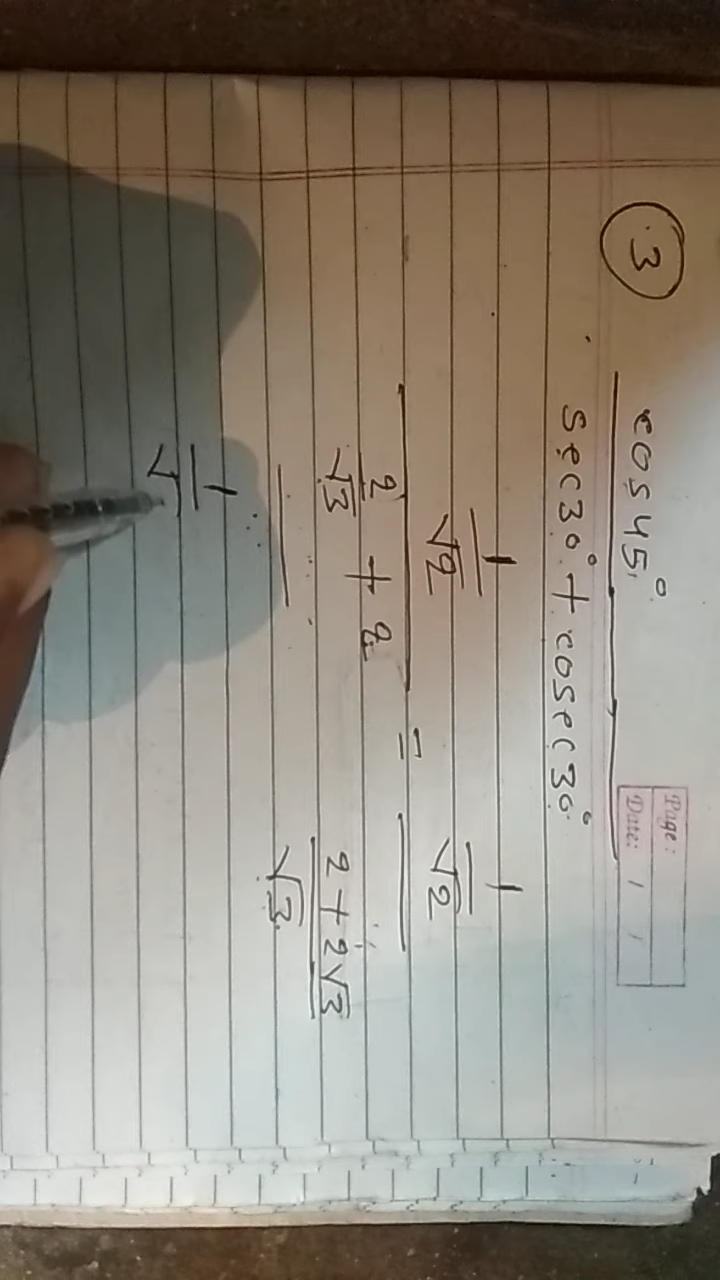 Page:
Date: / /
3 cos45°
sec30° + cosec30°
1 1
√2 = √2
2 + 2 2+2√3
√3 √3
1
√